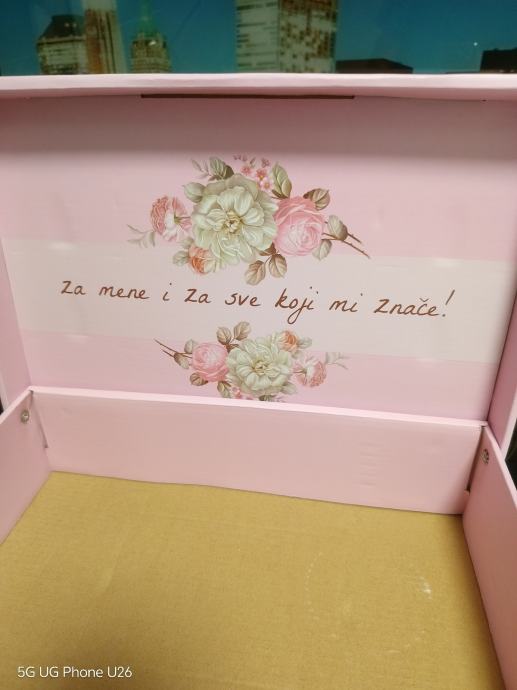 za mene i za sve koji mi znače!
5G UG Phone U26